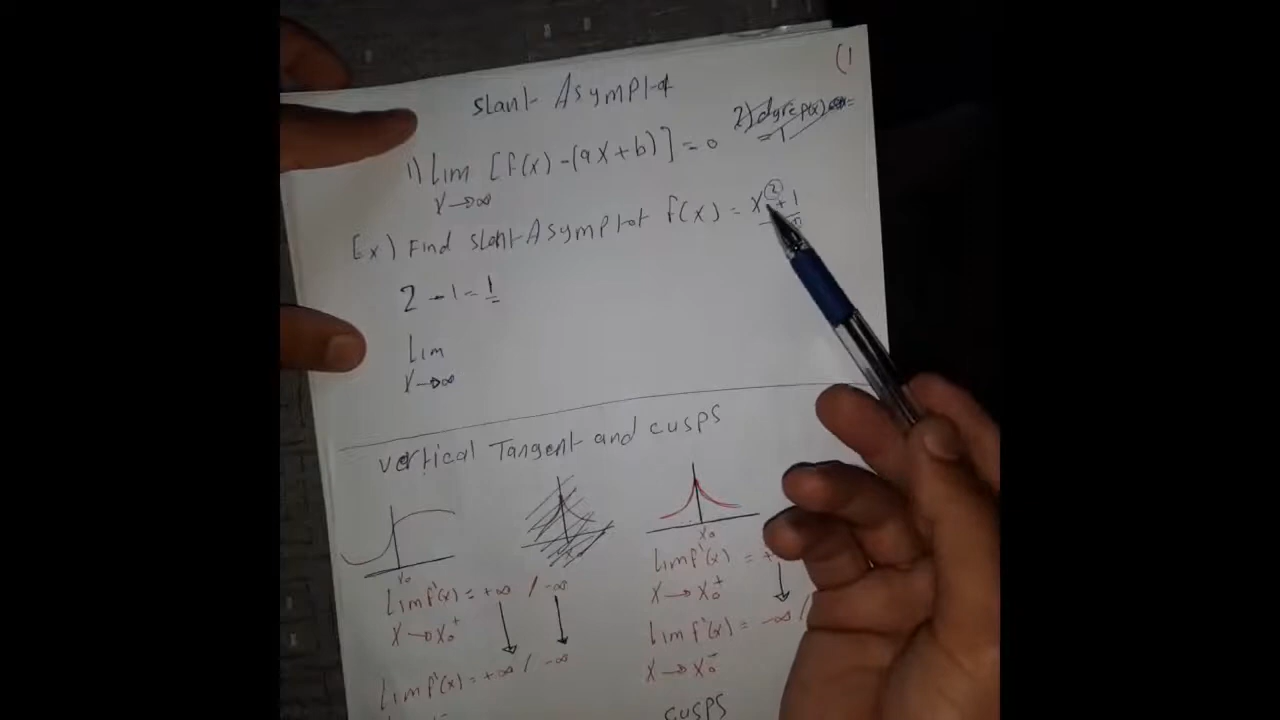 (1
Slant Asymptot
1) Lim [f(x) - (ax+b)] = 0
x→∞
2) degre f(x)
= 1
Ex) Find slant Asymptot f(x) = x²+1
2 - 1 = 1
Lim
x→∞
Vertical Tangent and cusps
x₀
x₀
Lim f'(x) = +∞ / -∞
x→x₀⁺
Lim f'(x) = +∞ / -∞
Lim f'(x) = +
x→x₀⁺
Lim f'(x) = -∞ /
x→x₀⁻
cusps